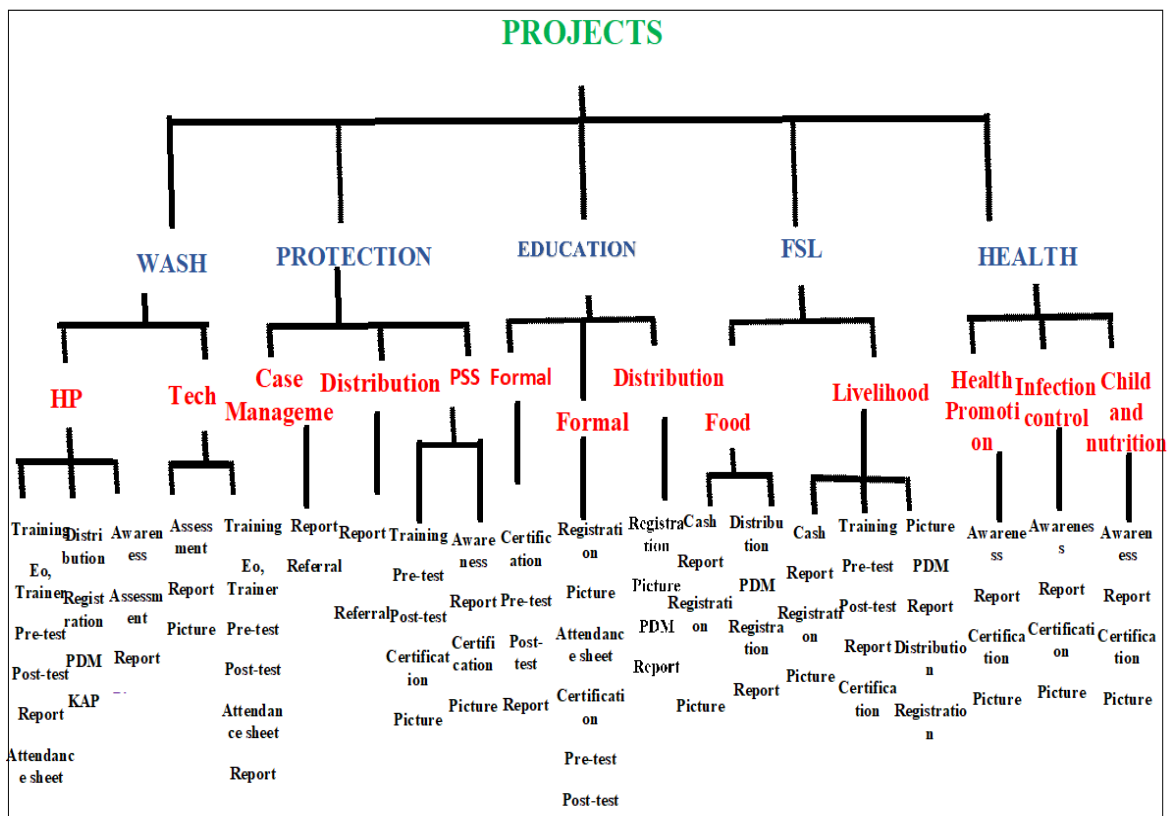 PROJECTS
WASH
PROTECTION
EDUCATION
FSL
HEALTH
HP
Tech
Case
Manageme
Distribution
PSS
Formal
Formal
Distribution
Food
Livelihood
Health
Promoti
on
Infection
control
Child
and
nutrition
Training
Eo,
Trainer
Pre-test
Post-test
Report
Attendanc
e sheet
Distri
bution
Regist
ration
PDM
KAP
Awaren
ess
Assessm
ent
Report
Assess
ment
Report
Picture
Training
Eo,
Trainer
Pre-test
Post-test
Attendan
ce sheet
Report
Report
Referral
Report
Referral
Training
Pre-test
Post-test
Certificat
ion
Picture
Awar
eness
Report
Certifi
cation
Picture
Certific
ation
Pre-test
Post-
test
Report
Registrati
on
Picture
Attendan
ce sheet
Certificati
on
Pre-test
Post-test
Registra
tion
Picture
PDM
Report
Cash
Report
Registrati
on
Picture
Distribu
tion
PDM
Registra
tion
Report
Cash
Report
Registrati
on
Picture
Training
Pre-test
Post-test
Report
Certifica
tion
Picture
PDM
Report
Distributio
n
Registratio
n
Awarene
ss
Report
Certifica
tion
Picture
Awarenes
s
Report
Certificati
on
Picture
Awaren
ess
Report
Certifica
tion
Picture